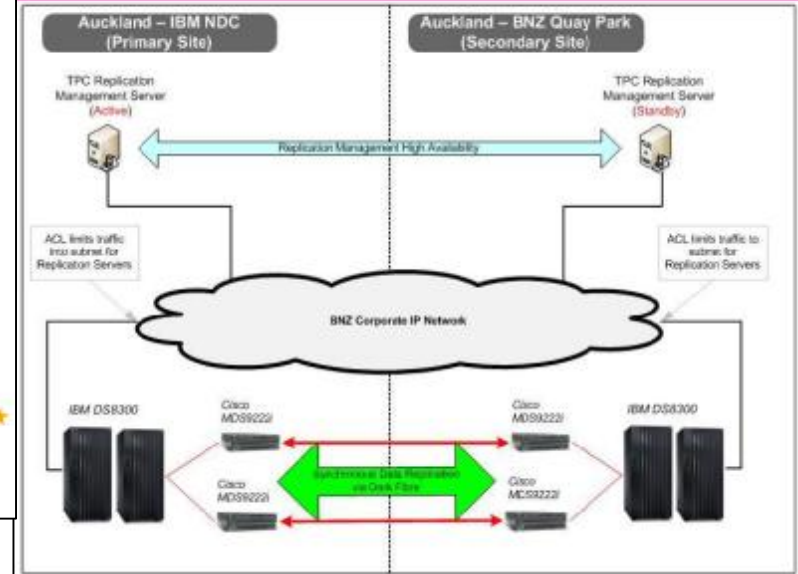 Auckland – IBM NDC
(Primary Site)
Auckland – BNZ Quay Park
(Secondary Site)
TPC Replication
Management Server
(Active)
TPC Replication
Management Server
(Standby)
Replication Management High Availability
ACL limits traffic
into subnet for
Replication Servers
ACL limits traffic to
subnet for
Replication Servers
BNZ Corporate IP Network
IBM DS8300
Cisco
MDS9222i
Cisco
MDS9222i
IBM DS8300
Cisco
MDS9222i
Cisco
MDS9222i
Data Replication
via Dark Fibre